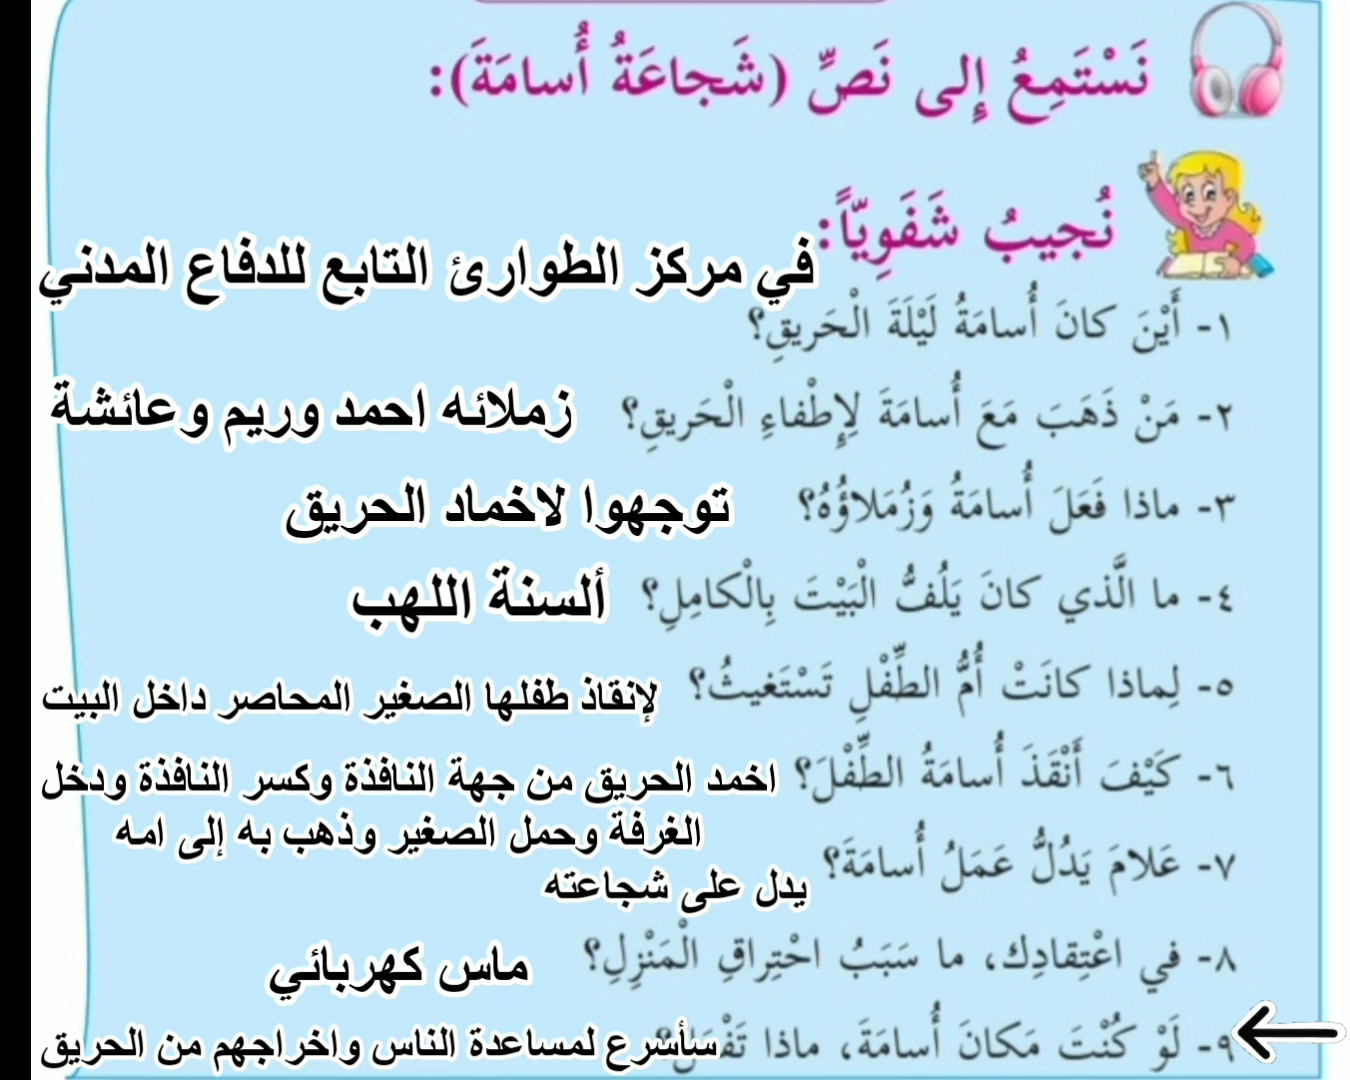 نَسْتَمِعُ إِلى نَصِّ (شَجاعَةُ أُسامَةَ):
نُجيبُ شَفَوِيّاً:
في مركز الطوارئ التابع للدفاع المدني
١- أَيْنَ كانَ أُسامَةُ لَيْلَةَ الْحَريقِ؟
٢- مَنْ ذَهَبَ مَعَ أُسامَةَ لِإِطْفاءِ الْحَريقِ؟ زملائه احمد وريم وعائشة
٣- ماذا فَعَلَ أُسامَةُ وَزُمَلاؤُهُ؟ توجهوا لاخماد الحريق
٤- ما الَّذي كانَ يَلُفُّ الْبَيْتَ بِالْكامِلِ؟ ألسنة اللهب
٥- لِماذا كانَتْ أُمُّ الطِّفْلِ تَسْتَغيثُ؟ لإنقاذ طفلها الصغير المحاصر داخل البيت
٦- كَيْفَ أَنْقَذَ أُسامَةُ الطِّفْلَ؟ اخمد الحريق من جهة النافذة وكسر النافذة ودخل
الغرفة وحمل الصغير وذهب به إلى امه
٧- عَلامَ يَدُلُّ عَمَلُ أُسامَةَ؟ يدل على شجاعته
٨- في اعْتِقادِك، ما سَبَبُ احْتِراقِ الْمَنْزِلِ؟ ماس كهربائي
٩- لَوْ كُنْتَ مَكانَ أُسامَةَ، ماذا سأسرع لمساعدة الناس واخراجهم من الحريق